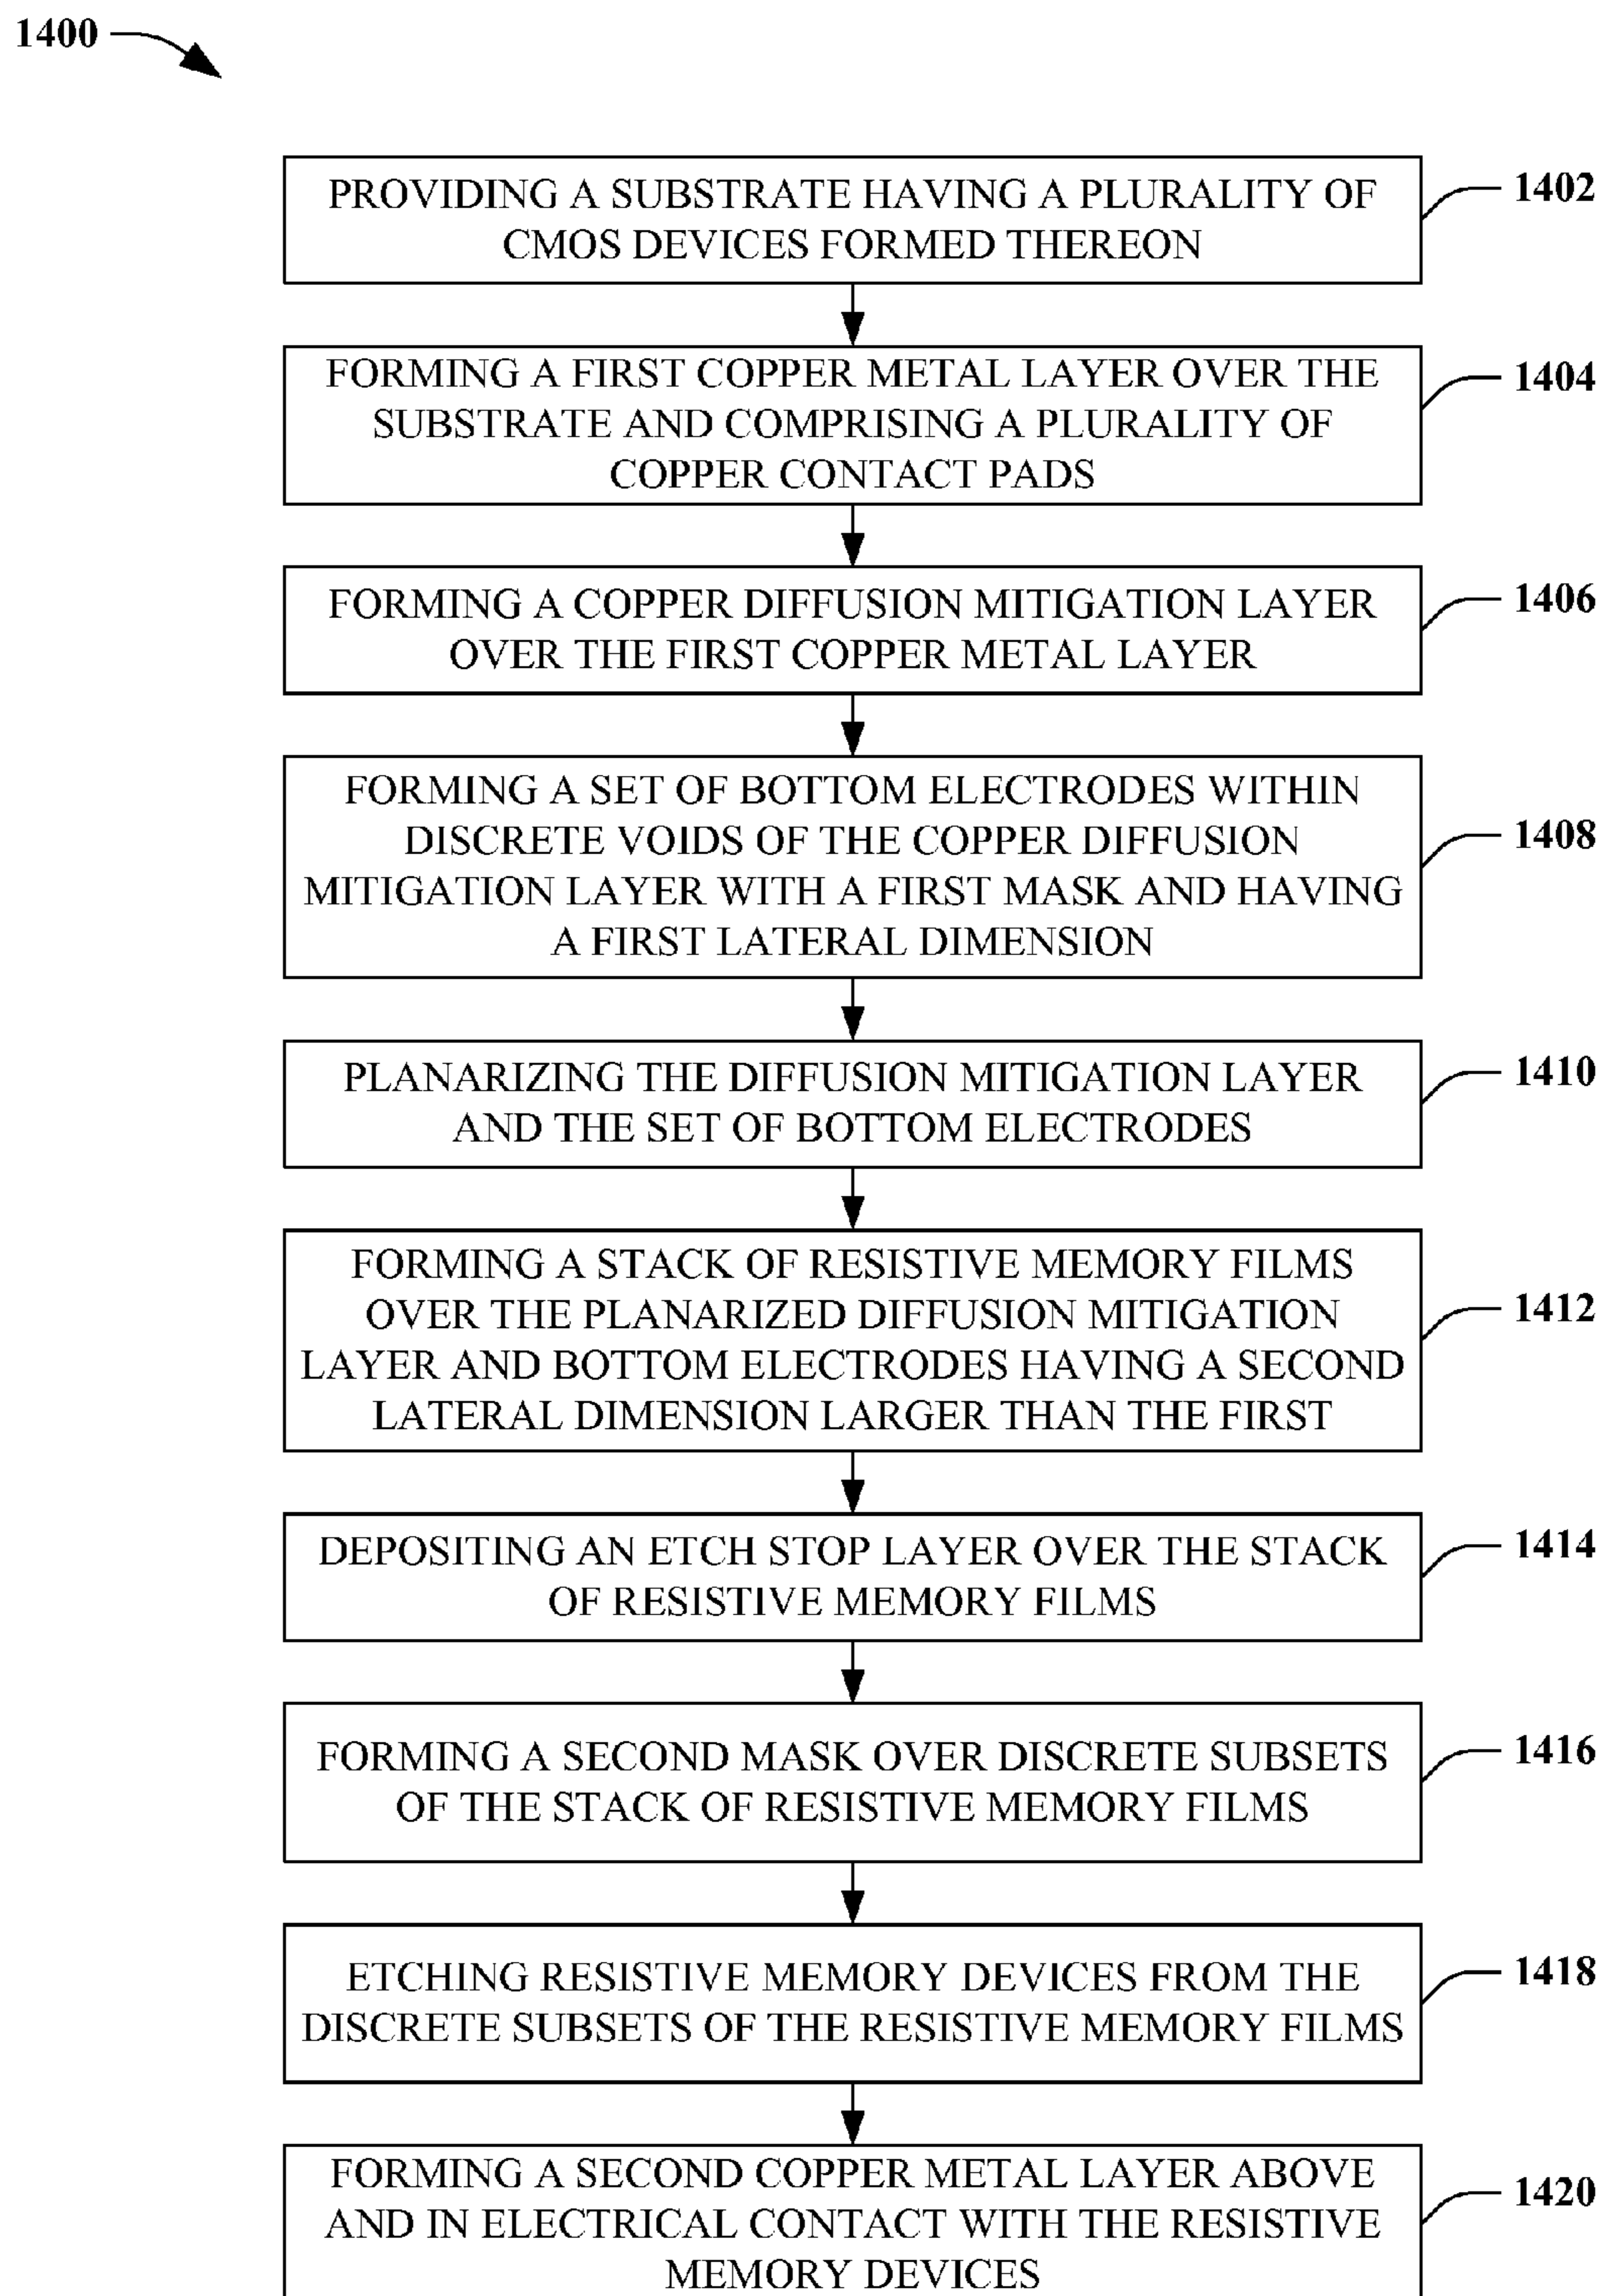 1400
PROVIDING A SUBSTRATE HAVING A PLURALITY OF
CMOS DEVICES FORMED THEREON
1402
FORMING A FIRST COPPER METAL LAYER OVER THE
SUBSTRATE AND COMPRISING A PLURALITY OF
COPPER CONTACT PADS
1404
FORMING A COPPER DIFFUSION MITIGATION LAYER
OVER THE FIRST COPPER METAL LAYER
1406
FORMING A SET OF BOTTOM ELECTRODES WITHIN
DISCRETE VOIDS OF THE COPPER DIFFUSION
MITIGATION LAYER WITH A FIRST MASK AND HAVING
A FIRST LATERAL DIMENSION
1408
PLANARIZING THE DIFFUSION MITIGATION LAYER
AND THE SET OF BOTTOM ELECTRODES
1410
FORMING A STACK OF RESISTIVE MEMORY FILMS
OVER THE PLANARIZED DIFFUSION MITIGATION
LAYER AND BOTTOM ELECTRODES HAVING A SECOND
LATERAL DIMENSION LARGER THAN THE FIRST
1412
DEPOSITING AN ETCH STOP LAYER OVER THE STACK
OF RESISTIVE MEMORY FILMS
1414
FORMING A SECOND MASK OVER DISCRETE SUBSETS
OF THE STACK OF RESISTIVE MEMORY FILMS
1416
ETCHING RESISTIVE MEMORY DEVICES FROM THE
DISCRETE SUBSETS OF THE RESISTIVE MEMORY FILMS
1418
FORMING A SECOND COPPER METAL LAYER ABOVE
AND IN ELECTRICAL CONTACT WITH THE RESISTIVE
MEMORY DEVICES
1420